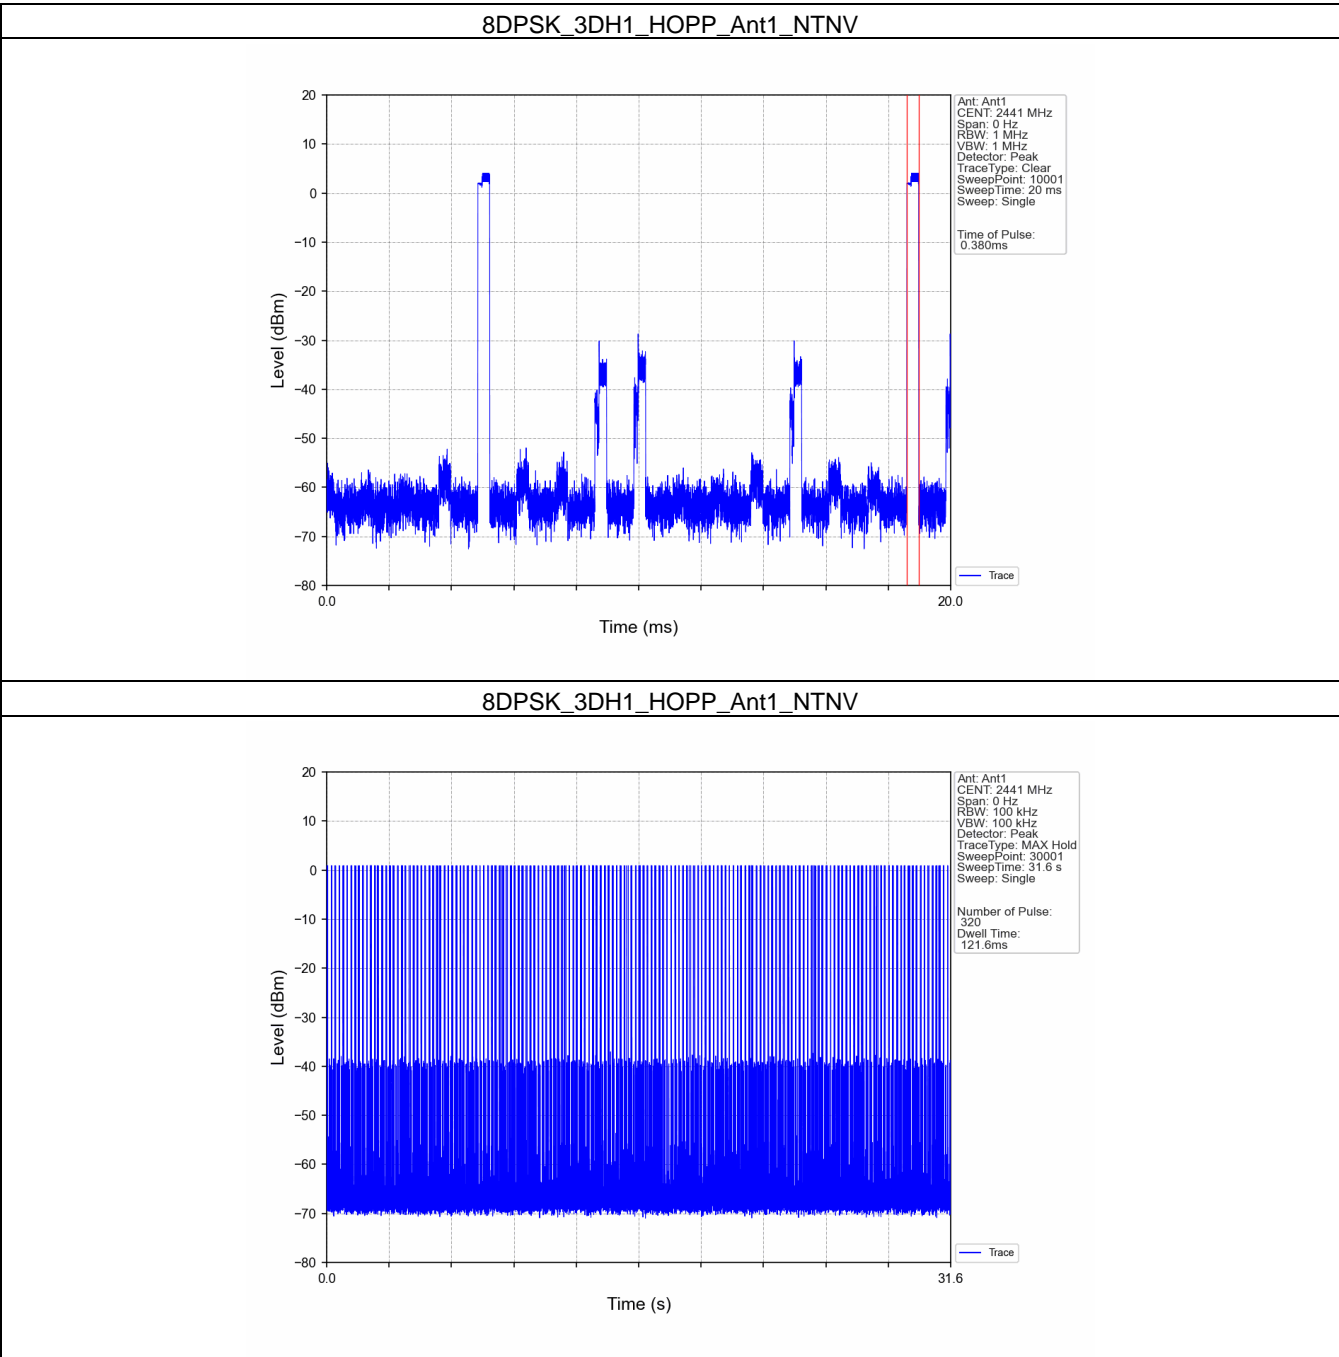 8DPSK_3DH1_HOPP_Ant1_NTNV
20
10
0
−10
−20
−30
−40
−50
−60
−70
−80
Level (dBm)
0.0
20.0
Time (ms)
Ant: Ant1
CENT: 2441 MHz
Span: 0 Hz
RBW: 1 MHz
VBW: 1 MHz
Detector: Peak
TraceType: Clear
SweepPoint: 10001
SweepTime: 20 ms
Sweep: Single
Time of Pulse:
0.380ms
Trace
8DPSK_3DH1_HOPP_Ant1_NTNV
20
10
0
−10
−20
−30
−40
−50
−60
−70
−80
Level (dBm)
0.0
31.6
Time (s)
Ant: Ant1
CENT: 2441 MHz
Span: 0 Hz
RBW: 100 kHz
VBW: 100 kHz
Detector: Peak
TraceType: MAX Hold
SweepPoint: 30001
SweepTime: 31.6 s
Sweep: Single
Number of Pulse:
320
Dwell Time:
121.6ms
Trace